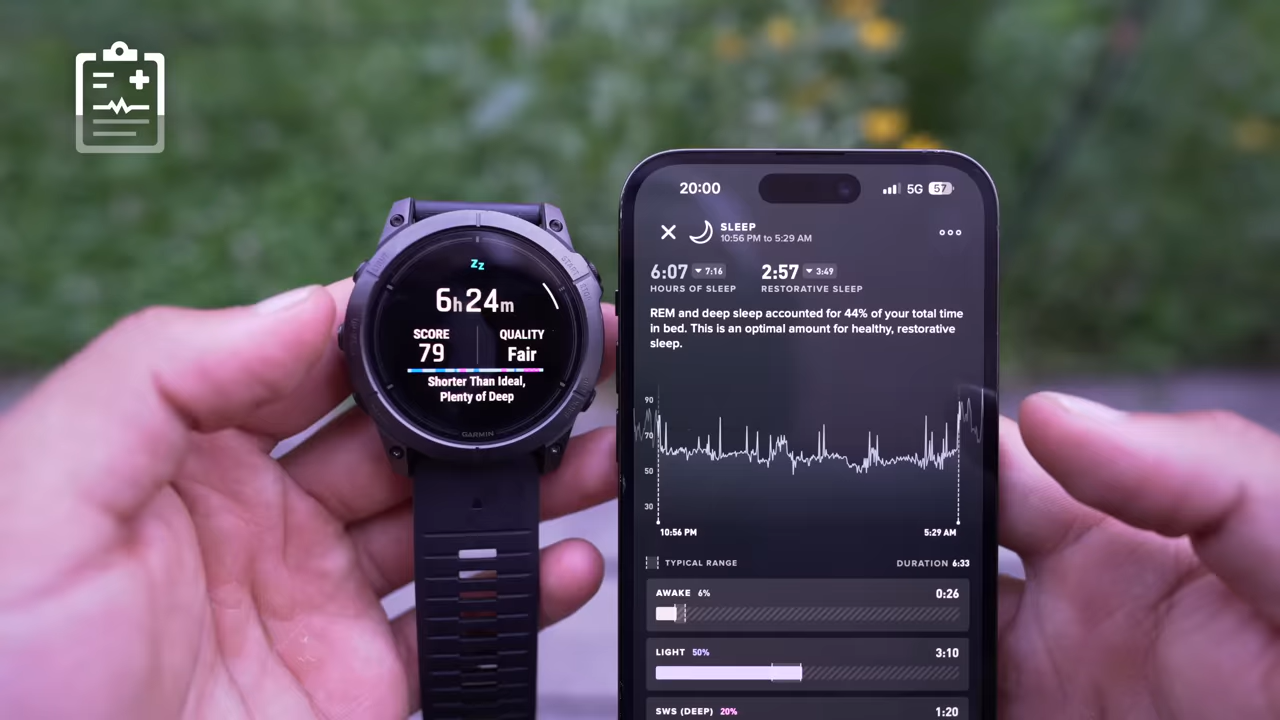 zz
6h24m
SCORE
79
QUALITY
Fair
Shorter Than Ideal,
Plenty of Deep
GARMIN
START
20:00
5G 57
SLEEP
10:56 PM to 5:29 AM
6:07 7:16
HOURS OF SLEEP
2:57 3:49
RESTORATIVE SLEEP
REM and deep sleep accounted for 44% of your total time
in bed. This is an optimal amount for healthy, restorative
sleep.
90
70
50
30
10:56 PM
5:29 AM
TYPICAL RANGE
DURATION 6:33
AWAKE 6% 0:26
LIGHT 50% 3:10
SWS (DEEP) 20% 1:20